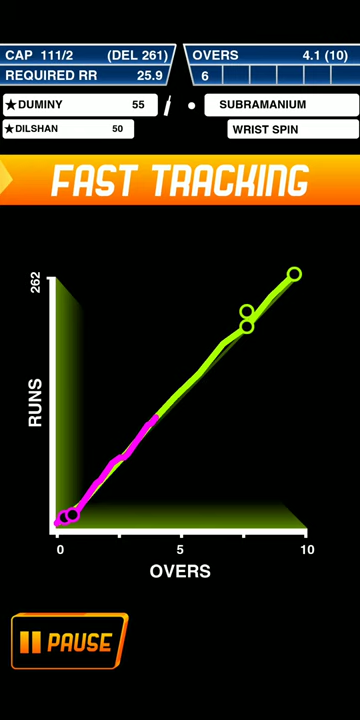 CAP 111/2 (DEL 261)
OVERS 4.1 (10)
REQUIRED RR 25.9
6
★DUMINY 55
SUBRAMANIUM
★DILSHAN 50
WRIST SPIN
FAST TRACKING
262
RUNS
0 5 10
OVERS
PAUSE